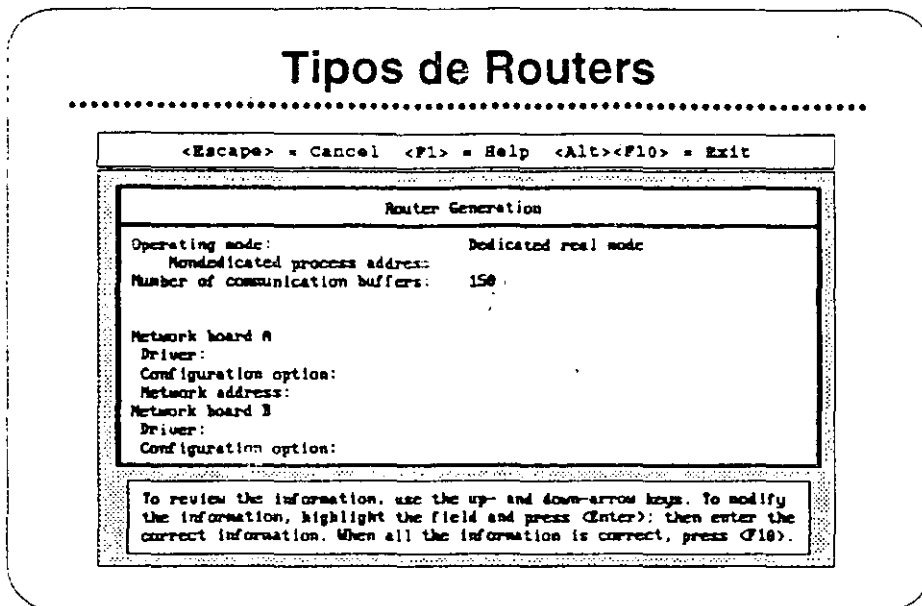 Tipos de Routers
<Escape> = Cancel <F1> = Help <Alt><F10> = Exit
Router Generation
Operating mode: Dedicated real mode
Nondedicated process address:
Number of communication buffers: 150
Network board A
Driver:
Configuration option:
Network address:
Network board B
Driver:
Configuration option:
To review the information, use the up- and down-arrow keys. To modify
the information, highlight the field and press <Enter>; then enter the
correct information. When all the information is correct, press <F10>.